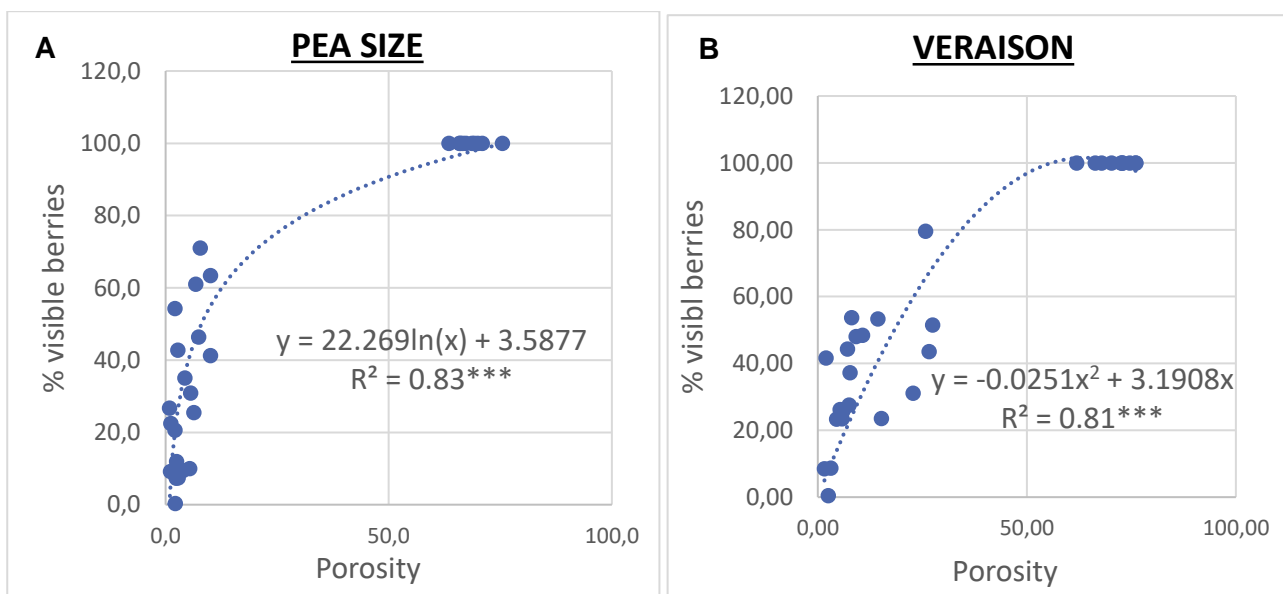 A
PEA SIZE
120,0
100,0
80,0
60,0
40,0
20,0
0,0
% visible berries
y = 22.269ln(x) + 3.5877
R² = 0.83***
0,0
50,0
100,0
Porosity
B
VERAISON
120,00
100,00
80,00
60,00
40,00
20,00
0,00
% visibl berries
y = -0.0251x² + 3.1908x
R² = 0.81***
0,00
50,00
100,00
Porosity